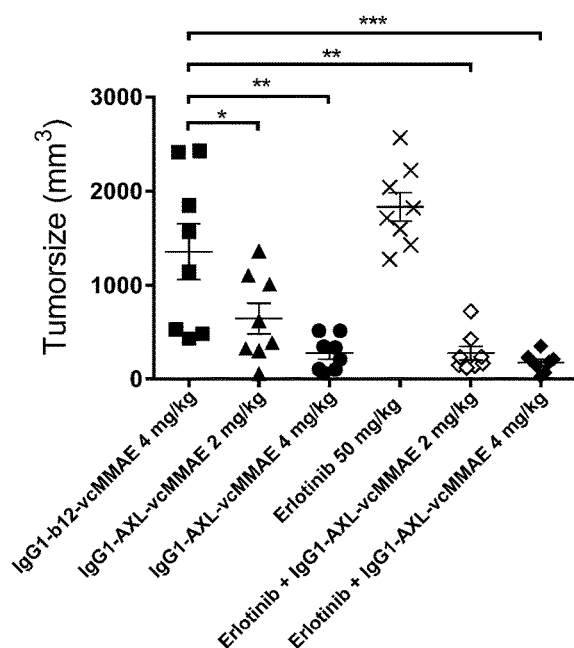 ***
**
**
*
3000
2000
1000
0
Tumorsize (mm³)
IgG1-b12-vcMMAE 4 mg/kg
IgG1-AXL-vcMMAE 2 mg/kg
IgG1-AXL-vcMMAE 4 mg/kg
Erlotinib 50 mg/kg
Erlotinib + IgG1-AXL-vcMMAE 2 mg/kg
Erlotinib + IgG1-AXL-vcMMAE 4 mg/kg